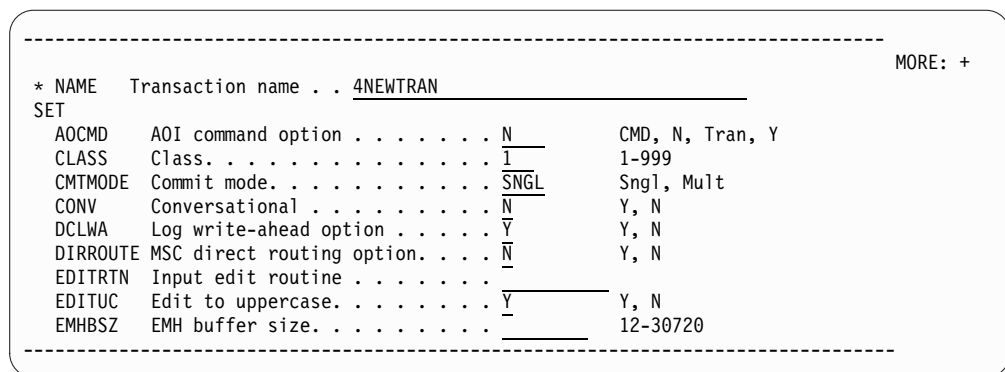 --------------------------------------------------------------------------------
MORE: +
* NAME Transaction name . . 4NEWTRAN
SET
AOCMD AOI command option . . . . . . . N CMD, N, Tran, Y
CLASS Class. . . . . . . . . . . . . . 1 1-999
CMTMODE Commit mode. . . . . . . . . . . SNGL Sngl, Mult
CONV Conversational . . . . . . . . . N Y, N
DCLWA Log write-ahead option . . . . . Y Y, N
DIRROUTE MSC direct routing option. . . . N Y, N
EDITRTN Input edit routine . . . . . . .
EDITUC Edit to uppercase. . . . . . . . Y Y, N
EMHBSZ EMH buffer size. . . . . . . . . 12-30720
---------------------------------------------------------------------------------